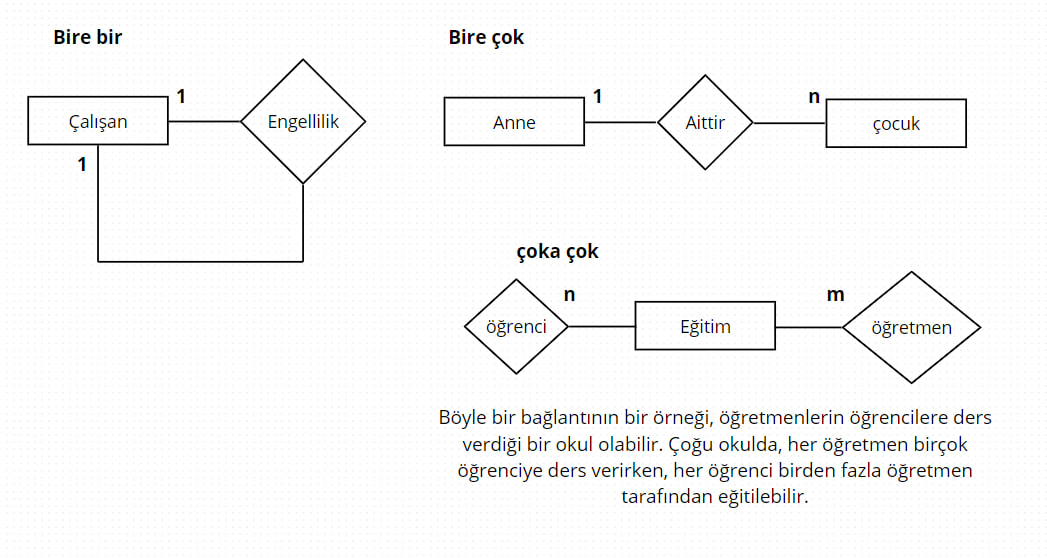 Bire bir
1
Çalışan
Engellilik
1
Bire çok
1
n
Anne
Aittir
çocuk
çoka çok
n
m
öğrenci
Eğitim
öğretmen
Böyle bir bağlantının bir örneği, öğretmenlerin öğrencilere ders
verdiği bir okul olabilir. Çoğu okulda, her öğretmen birçok
öğrenciye ders verirken, her öğrenci birden fazla öğretmen
tarafından eğitilebilir.